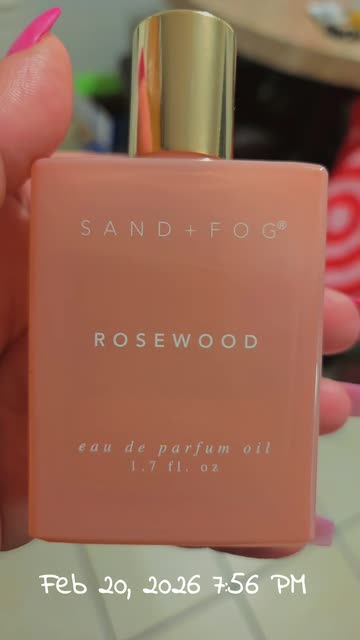 SAND+FOG®
ROSEWOOD
eau de parfum oil
1.7 fl. oz
Feb 20, 2026 7:56 PM